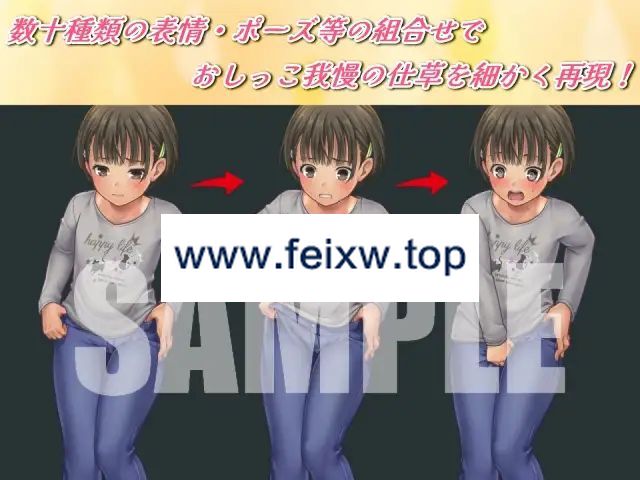 数十種類の表情・ポーズ等の組合せで
おしっこ我慢の仕草を細かく再現！
happy life
www.feixw.top
SAMPLE